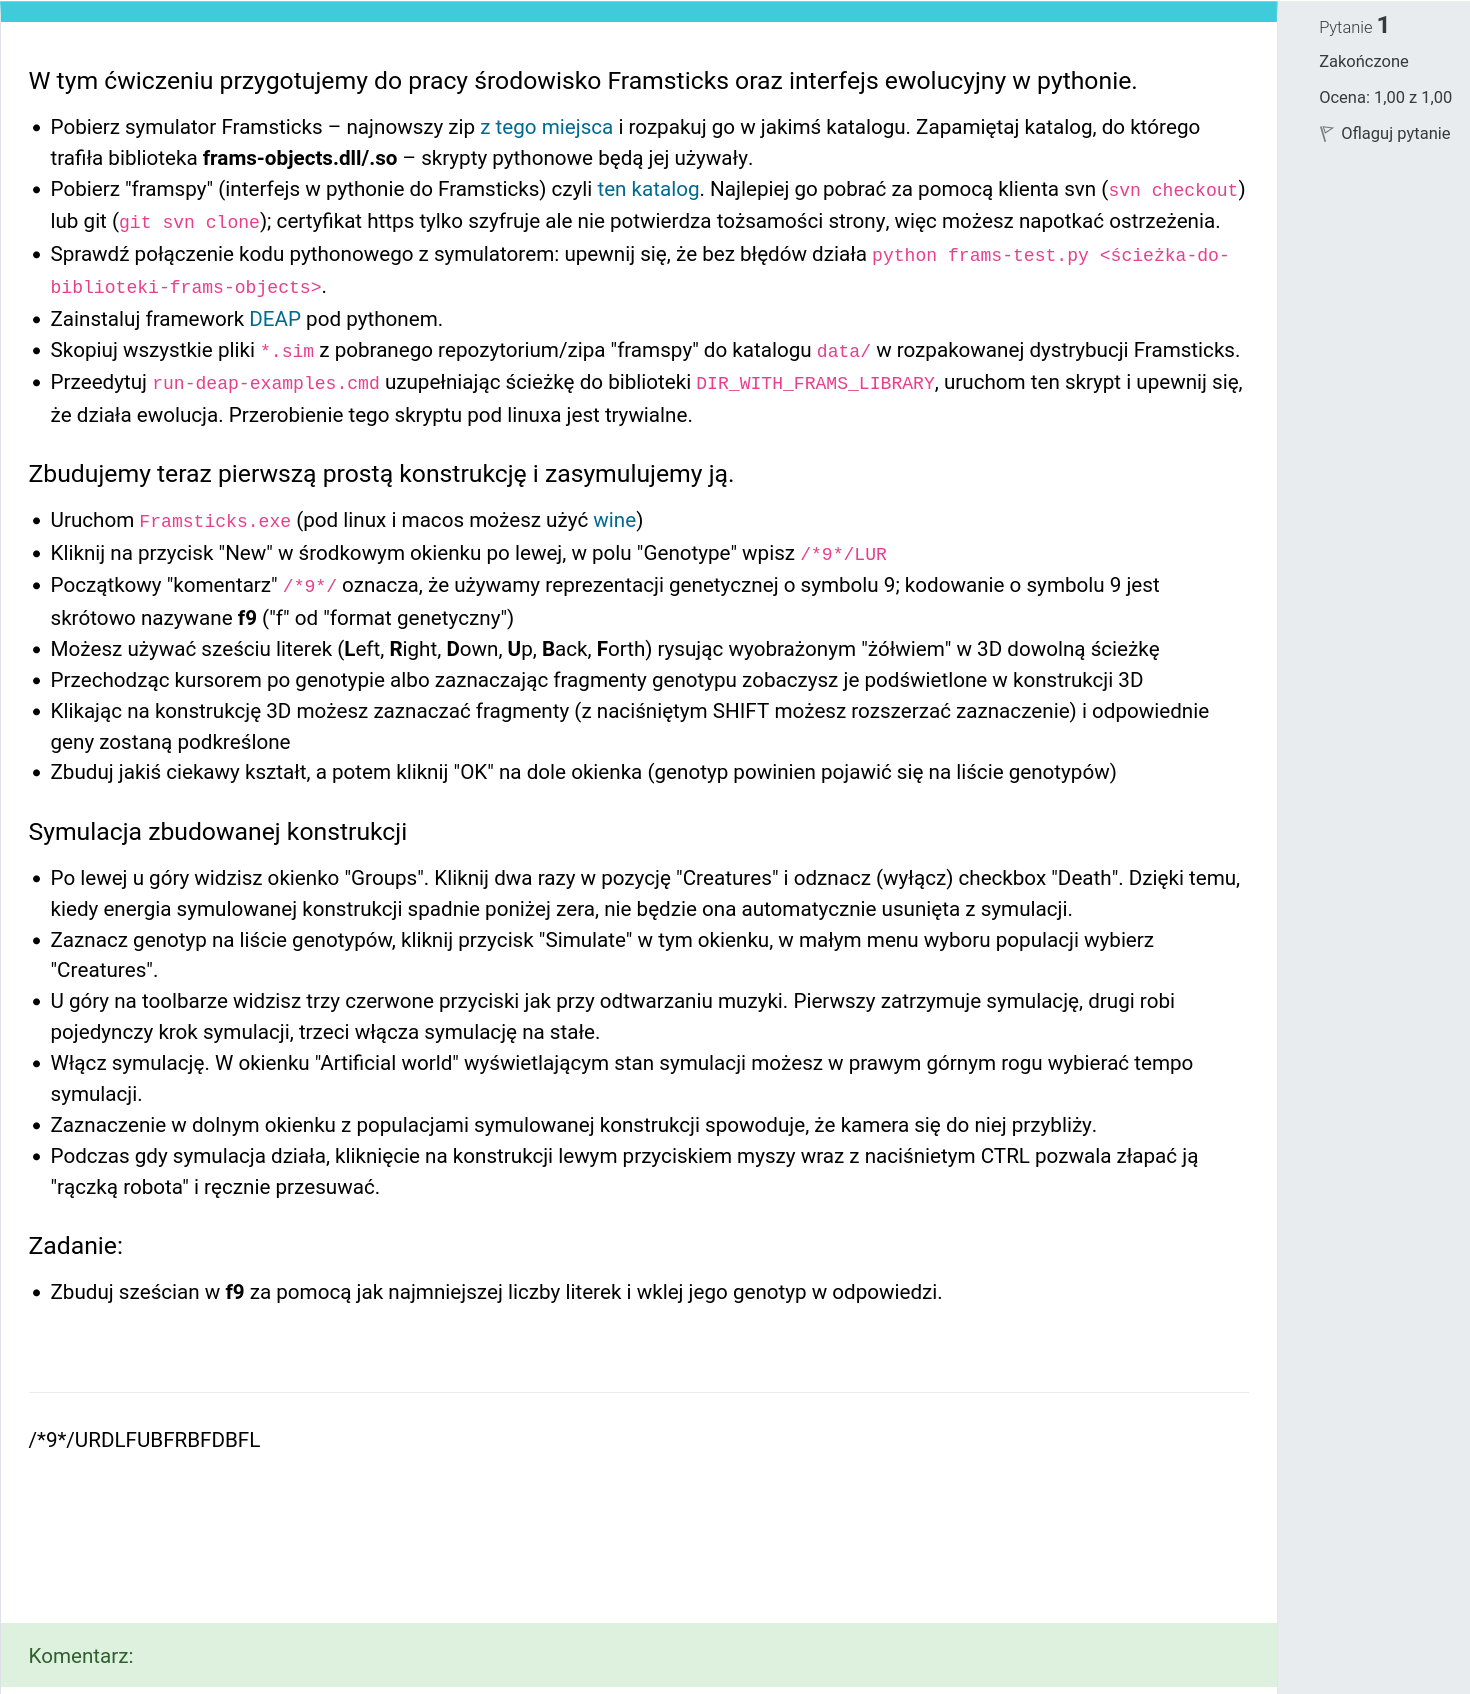 W tym ćwiczeniu przygotujemy do pracy środowisko Framsticks oraz interfejs ewolucyjny w pythonie.
Pobierz symulator Framsticks – najnowszy zip z tego miejsca i rozpakuj go w jakimś katalogu. Zapamiętaj katalog, do którego
trafiła biblioteka frams-objects.dll/.so – skrypty pythonowe będą jej używały.
Pobierz "framspy" (interfejs w pythonie do Framsticks) czyli ten katalog. Najlepiej go pobrać za pomocą klienta svn (svn checkout)
lub git (git svn clone); certyfikat https tylko szyfruje ale nie potwierdza tożsamości strony, więc możesz napotkać ostrzeżenia.
Sprawdź połączenie kodu pythonowego z symulatorem: upewnij się, że bez błędów działa python frams-test.py <ścieżka-do-
biblioteki-frams-objects>.
Zainstaluj framework DEAP pod pythonem.
Skopiuj wszystkie pliki *.sim z pobranego repozytorium/zipa "framspy" do katalogu data/ w rozpakowanej dystrybucji Framsticks.
Przeedytuj run-deap-examples.cmd uzupełniając ścieżkę do biblioteki DIR_WITH_FRAMS_LIBRARY, uruchom ten skrypt i upewnij się,
że działa ewolucja. Przerobienie tego skryptu pod linuxa jest trywialne.
Zbudujemy teraz pierwszą prostą konstrukcję i zasymulujemy ją.
Uruchom Framsticks.exe (pod linux i macos możesz użyć wine)
Kliknij na przycisk "New" w środkowym okienku po lewej, w polu "Genotype" wpisz /*9*/LUR
Początkowy "komentarz" /*9*/ oznacza, że używamy reprezentacji genetycznej o symbolu 9; kodowanie o symbolu 9 jest
skrótowo nazywane f9 ("f" od "format genetyczny")
Możesz używać sześciu literek (Left, Right, Down, Up, Back, Forth) rysując wyobrażonym "żółwiem" w 3D dowolną ścieżkę
Przechodząc kursorem po genotypie albo zaznaczając fragmenty genotypu zobaczysz je podświetlone w konstrukcji 3D
Klikając na konstrukcję 3D możesz zaznaczać fragmenty (z naciśniętym SHIFT możesz rozszerzać zaznaczenie) i odpowiednie
geny zostaną podkreślone
Zbuduj jakiś ciekawy kształt, a potem kliknij "OK" na dole okienka (genotyp powinien pojawić się na liście genotypów)
Symulacja zbudowanej konstrukcji
Po lewej u góry widzisz okienko "Groups". Kliknij dwa razy w pozycję "Creatures" i odznacz (wyłącz) checkbox "Death". Dzięki temu,
kiedy energia symulowanej konstrukcji spadnie poniżej zera, nie będzie ona automatycznie usunięta z symulacji.
Zaznacz genotyp na liście genotypów, kliknij przycisk "Simulate" w tym okienku, w małym menu wyboru populacji wybierz
"Creatures".
U góry na toolbarze widzisz trzy czerwone przyciski jak przy odtwarzaniu muzyki. Pierwszy zatrzymuje symulację, drugi robi
pojedynczy krok symulacji, trzeci włącza symulację na stałe.
Włącz symulację. W okienku "Artificial world" wyświetlającym stan symulacji możesz w prawym górnym rogu wybierać tempo
symulacji.
Zaznaczenie w dolnym okienku z populacjami symulowanej konstrukcji spowoduje, że kamera się do niej przybliży.
Podczas gdy symulacja działa, kliknięcie na konstrukcji lewym przyciskiem myszy wraz z naciśnietym CTRL pozwala złapać ją
"rączką robota" i ręcznie przesuwać.
Zadanie:
Zbuduj sześcian w f9 za pomocą jak najmniejszej liczby literek i wklej jego genotyp w odpowiedzi.
/*9*/URDLFUBFRBFDBFL
Komentarz:
Pytanie 1
Zakończone
Ocena: 1,00 z 1,00
Oflaguj pytanie